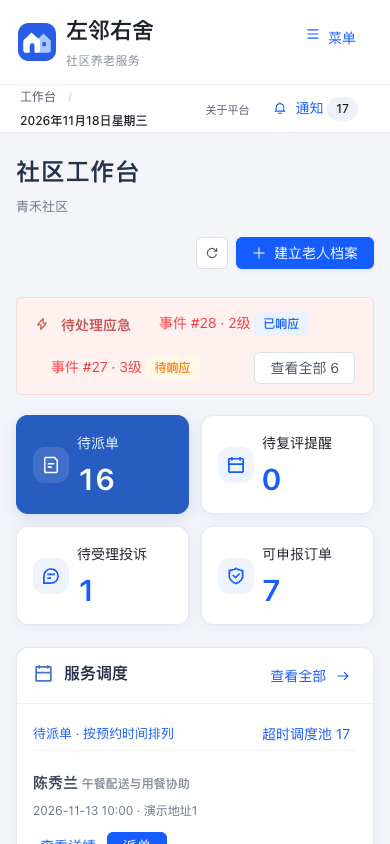 左邻右舍
社区养老服务
菜单
工作台 /
2026年11月18日星期三
关于平台
通知 17
社区工作台
青禾社区
建立老人档案
待处理应急
事件 #28 · 2级 已响应
事件 #27 · 3级 待响应
查看全部 6
待派单
16
待复评提醒
0
待受理投诉
1
可申报订单
7
服务调度
查看全部
待派单 · 按预约时间排列
超时调度池 17
陈秀兰 午餐配送与用餐协助
2026-11-13 10:00 · 演示地址1
查看详情 派单